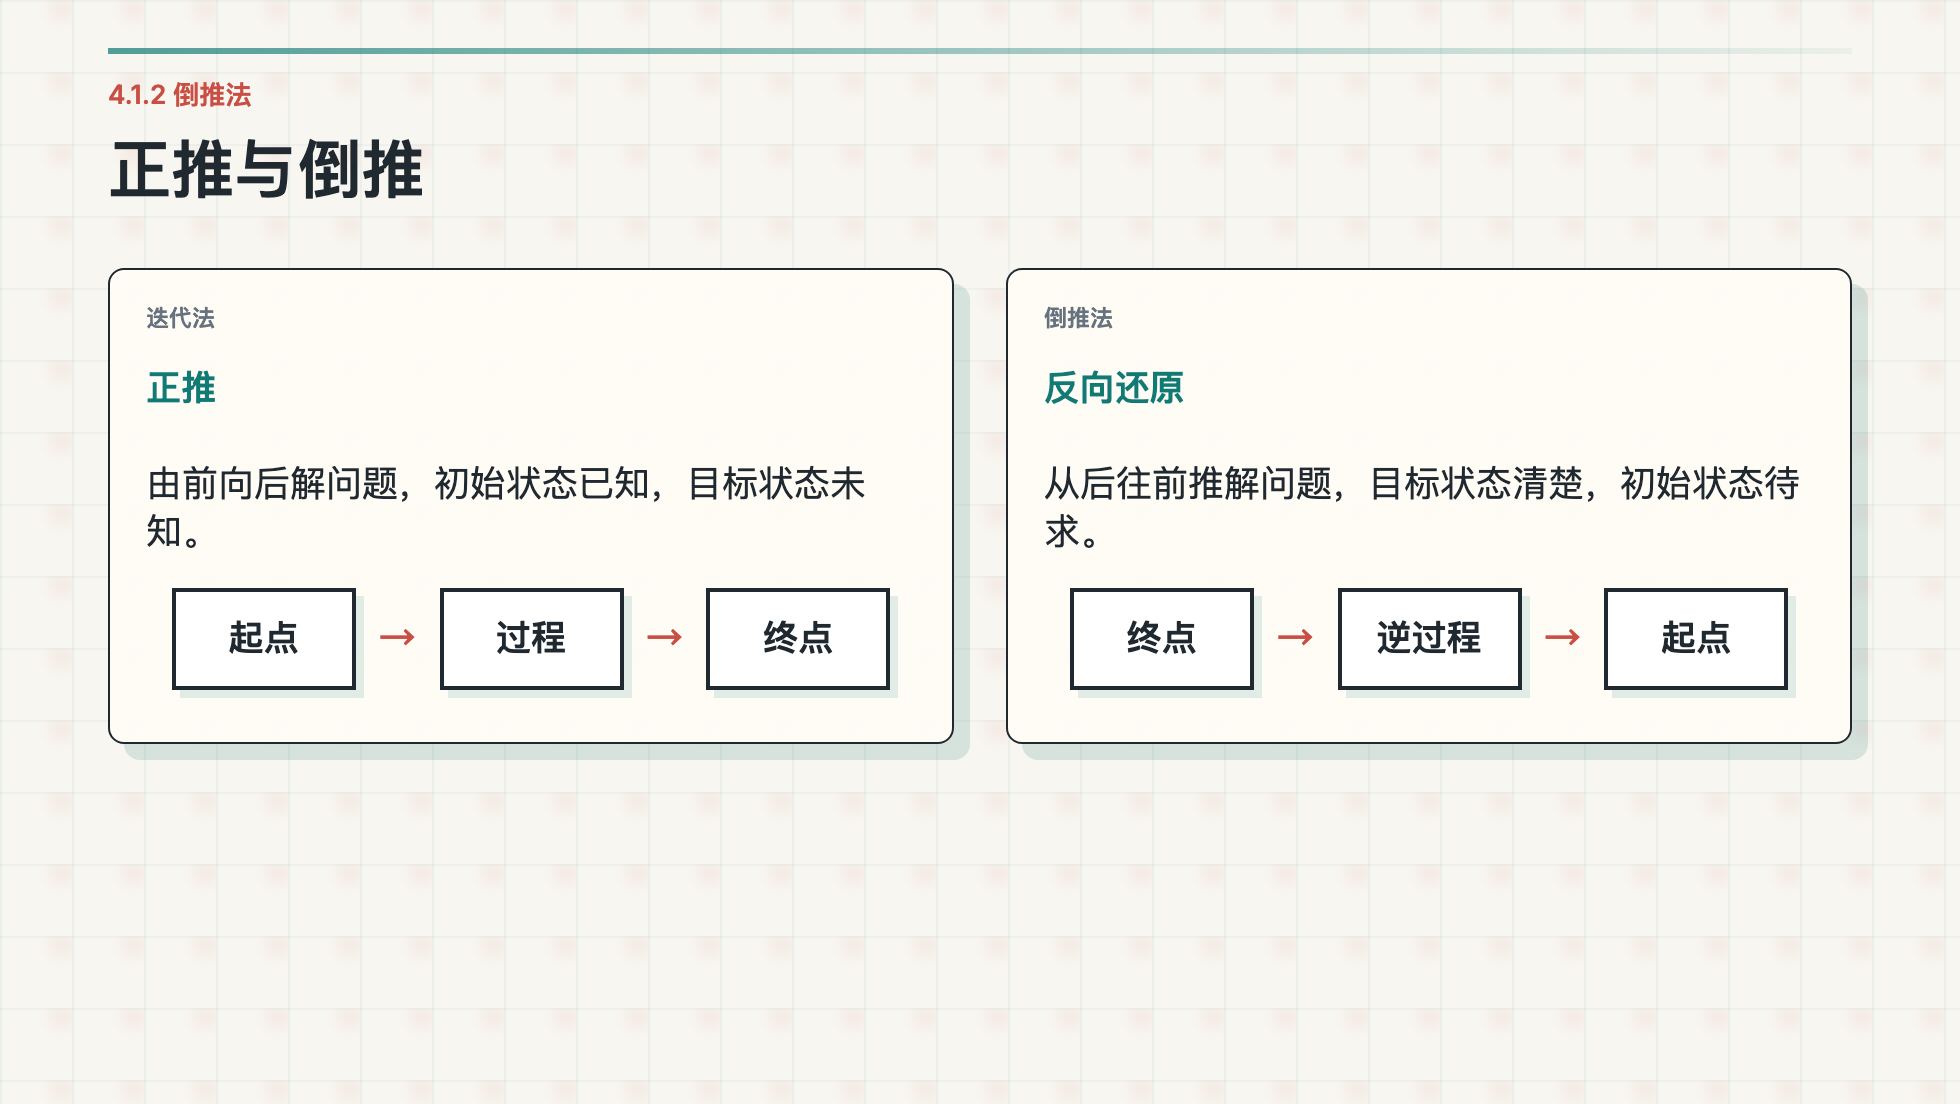 4.1.2 倒推法
正推与倒推
迭代法
正推
由前向后解问题，初始状态已知，目标状态未
知。
起点 → 过程 → 终点
倒推法
反向还原
从后往前推解问题，目标状态清楚，初始状态待
求。
终点 → 逆过程 → 起点